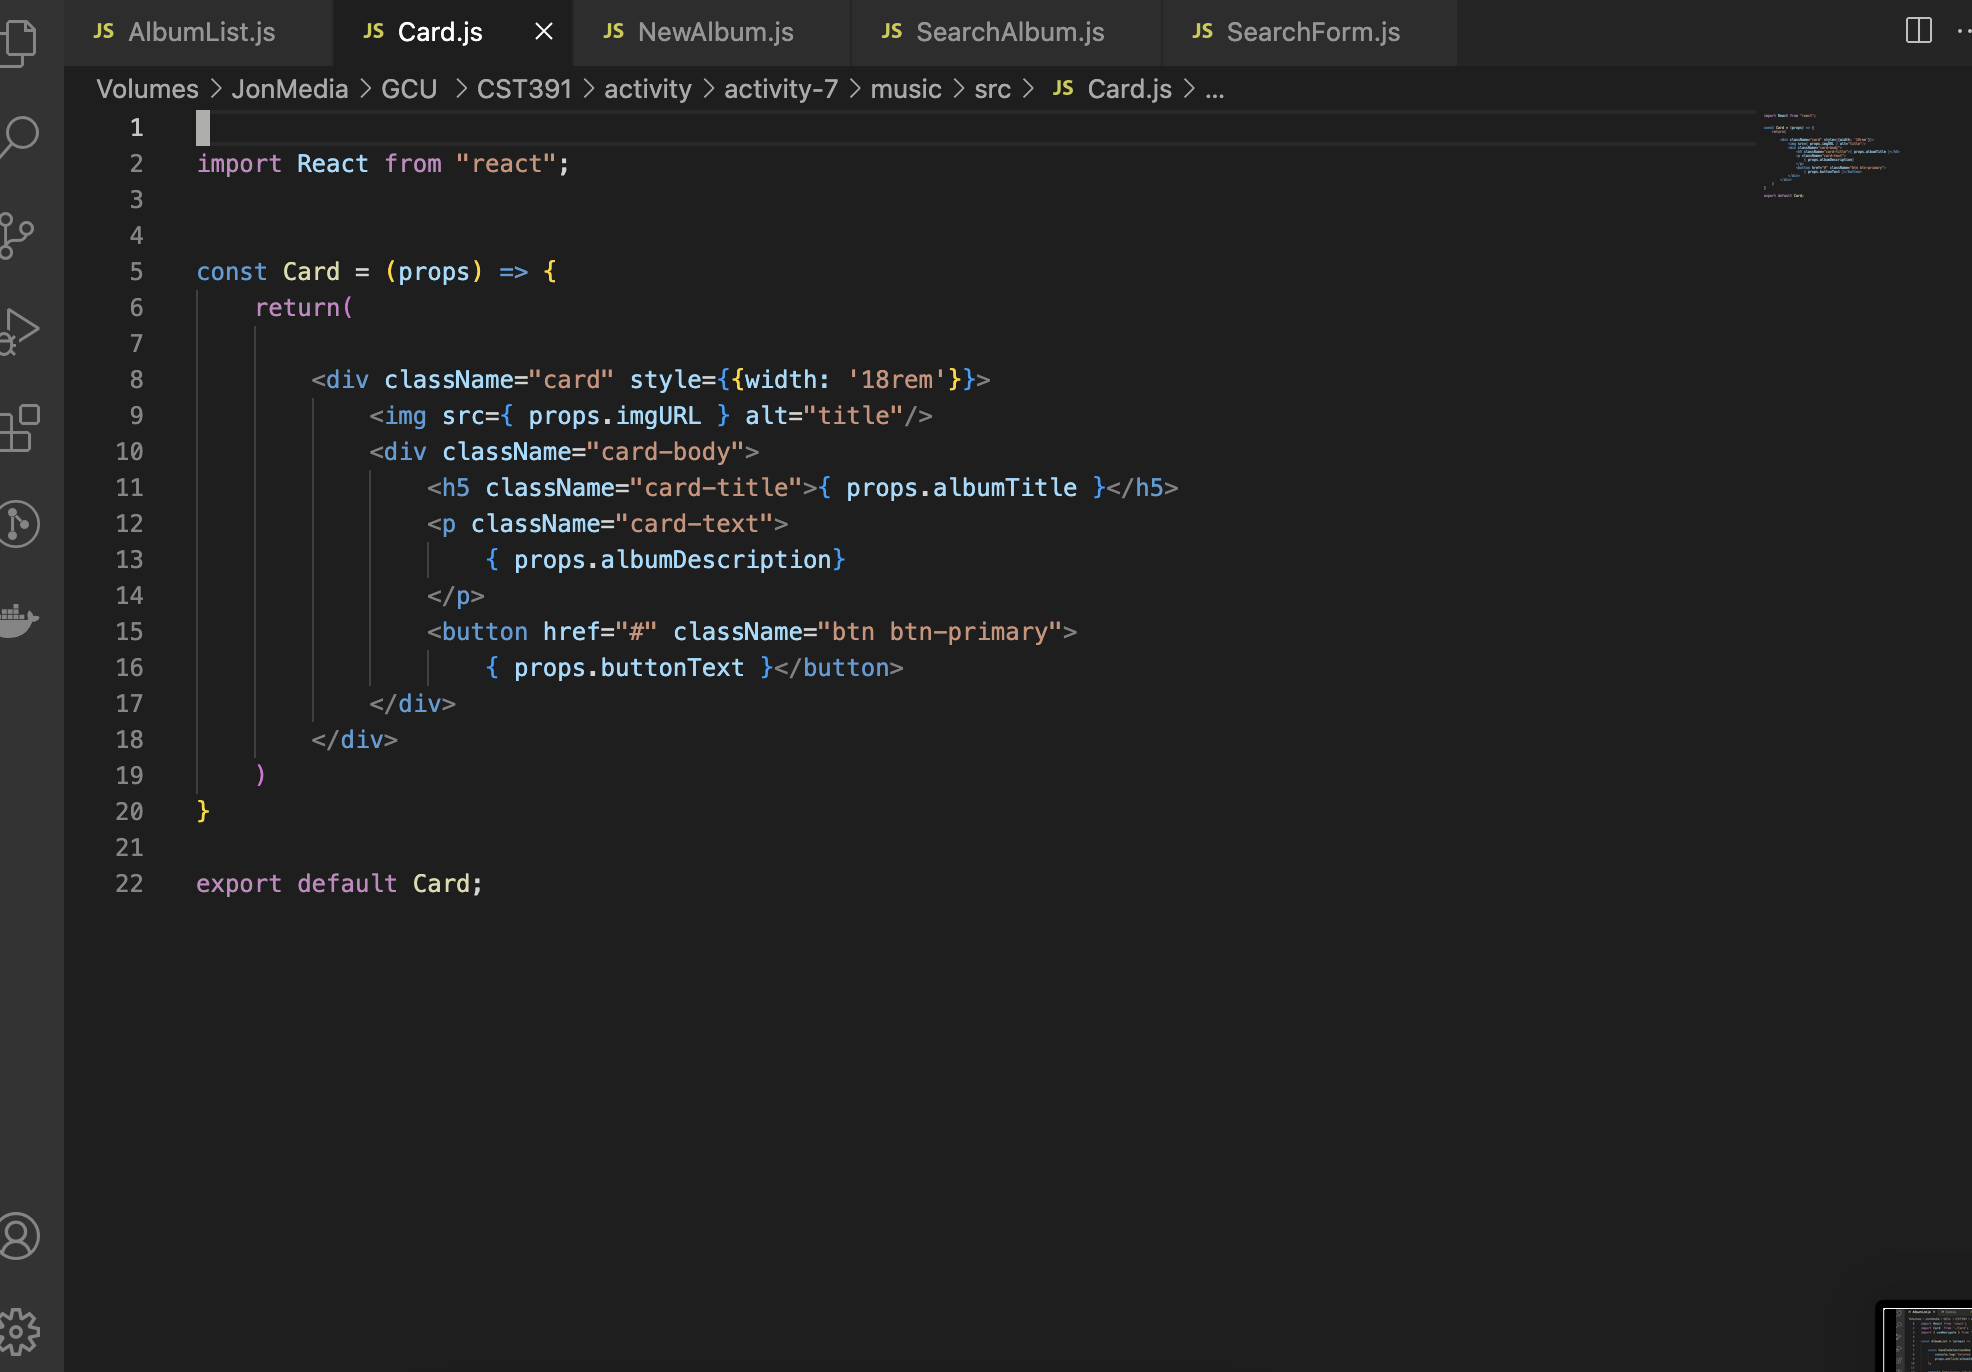 JS AlbumList.js JS Card.js JS NewAlbum.js JS SearchAlbum.js JS SearchForm.js
Volumes > JonMedia > GCU > CST391 > activity > activity-7 > music > src > JS Card.js > ...
1
2 import React from "react";
3
4
5 const Card = (props) => {
6 return(
7
8 <div className="card" style={{width: '18rem'}}>
9 <img src={ props.imgURL } alt="title"/>
10 <div className="card-body">
11 <h5 className="card-title">{ props.albumTitle }</h5>
12 <p className="card-text">
13 { props.albumDescription}
14 </p>
15 <button href="#" className="btn btn-primary">
16 { props.buttonText }</button>
17 </div>
18 </div>
19 )
20 }
21
22 export default Card;